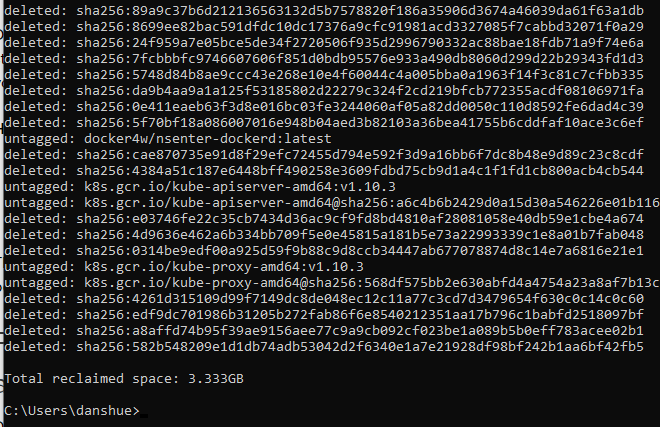 deleted: sha256:89a9c37b6d212136563132d5b7578820f186a35906d3674a46039da61f63a1db
deleted: sha256:8699ee82bac591dfdc10dc17376a9cfc91981acd3327085f7cabbd32071f0a29
deleted: sha256:24f959a7e05bce5de34f2720506f935d2996790332ac88bae18fdb71a9f74e6a
deleted: sha256:7fcbbbfc9746607606f851d0bdb95576e933a490db8060d299d22b29343fd1d3
deleted: sha256:5748d84b8ae9ccc43e268e10e4f60044c4a005bba0a1963f14f3c81c7cfbb335
deleted: sha256:da9b4aa9a1a125f53185802d22279c324f2cd219bfcb772355acdf08106971fa
deleted: sha256:0e411eaeb63f3d8e016bc03fe3244060af05a82dd0050c110d8592fe6dad4c39
deleted: sha256:5f70bf18a086007016e948b04aed3b82103a36bea41755b6cddfaf10ace3c6ef
untagged: docker4w/nsenter-dockerd:latest
deleted: sha256:cae870735e91d8f29efc72455d794e592f3d9a16bb6f7dc8b48e9d89c23c8cdf
deleted: sha256:4384a51c187e6448bff490258e3609fdbd75cb9d1a4c1f1fd1cb800acb4cb544
untagged: k8s.gcr.io/kube-apiserver-amd64:v1.10.3
untagged: k8s.gcr.io/kube-apiserver-amd64@sha256:a6c4b6b2429d0a15d30a546226e01b116
deleted: sha256:e03746fe22c35cb7434d36ac9cf9fd8bd4810af28081058e40db59e1cbe4a674
deleted: sha256:4d9636e462a6b334bb709f5e0e45815a181b5e73a22993339c1e8a01b7fab048
deleted: sha256:0314be9edf00a925d59f9b88c9d8ccb34447ab677078874d8c14e7a6816e21e1
untagged: k8s.gcr.io/kube-proxy-amd64:v1.10.3
untagged: k8s.gcr.io/kube-proxy-amd64@sha256:568df575bb2e630abfd4a4754a23a8af7b13c
deleted: sha256:4261d315109d99f7149dc8de048ec12c11a77c3cd7d3479654f630c0c14c0c60
deleted: sha256:edf9dc701986b31205b272fab86f6e8540212351aa17b796c1babfd2518097bf
deleted: sha256:a8affd74b95f39ae9156aee77c9a9cb092cf023be1a089b5b0eff783acee02b1
deleted: sha256:582b548209e1d1db74adb53042d2f6340e1a7e21928df98bf242b1aa6bf42fb5
Total reclaimed space: 3.333GB
C:\Users\danshue>